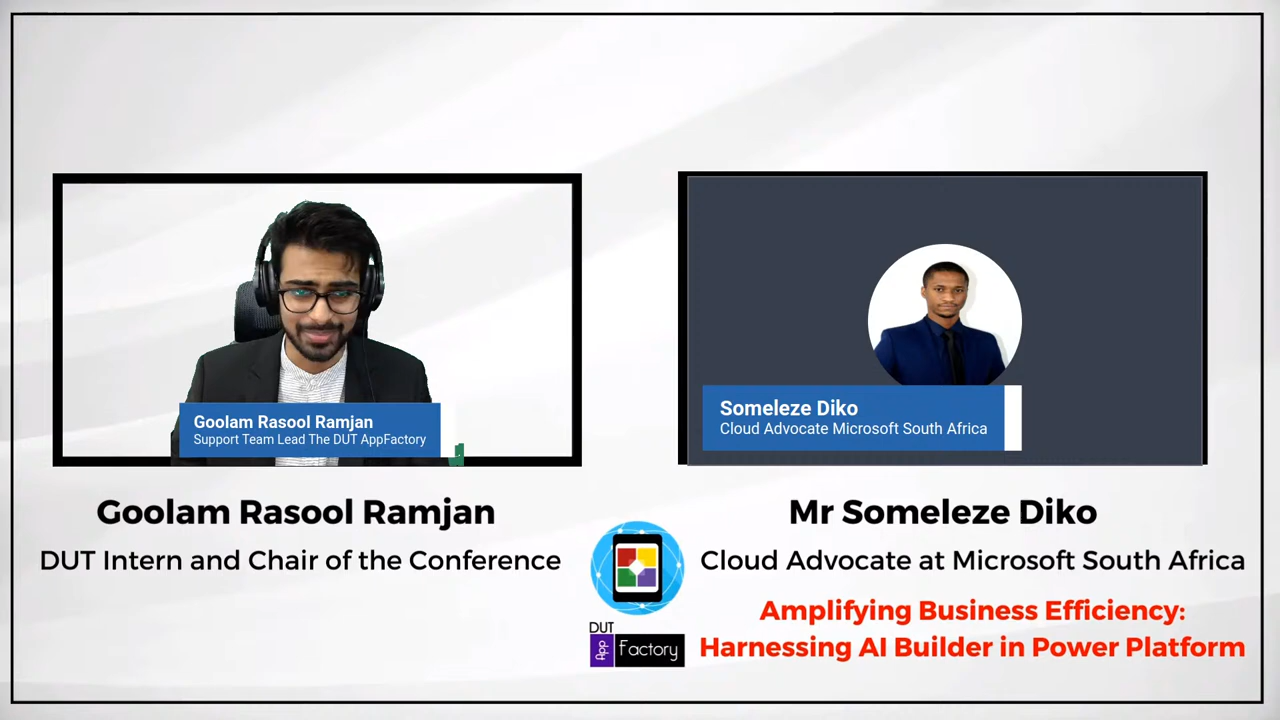 Goolam Rasool Ramjan
Support Team Lead The DUT AppFactory
Someleze Diko
Cloud Advocate Microsoft South Africa
Goolam Rasool Ramjan
DUT Intern and Chair of the Conference
Mr Someleze Diko
Cloud Advocate at Microsoft South Africa
Amplifying Business Efficiency:
Harnessing AI Builder in Power Platform
DUT
App Factory